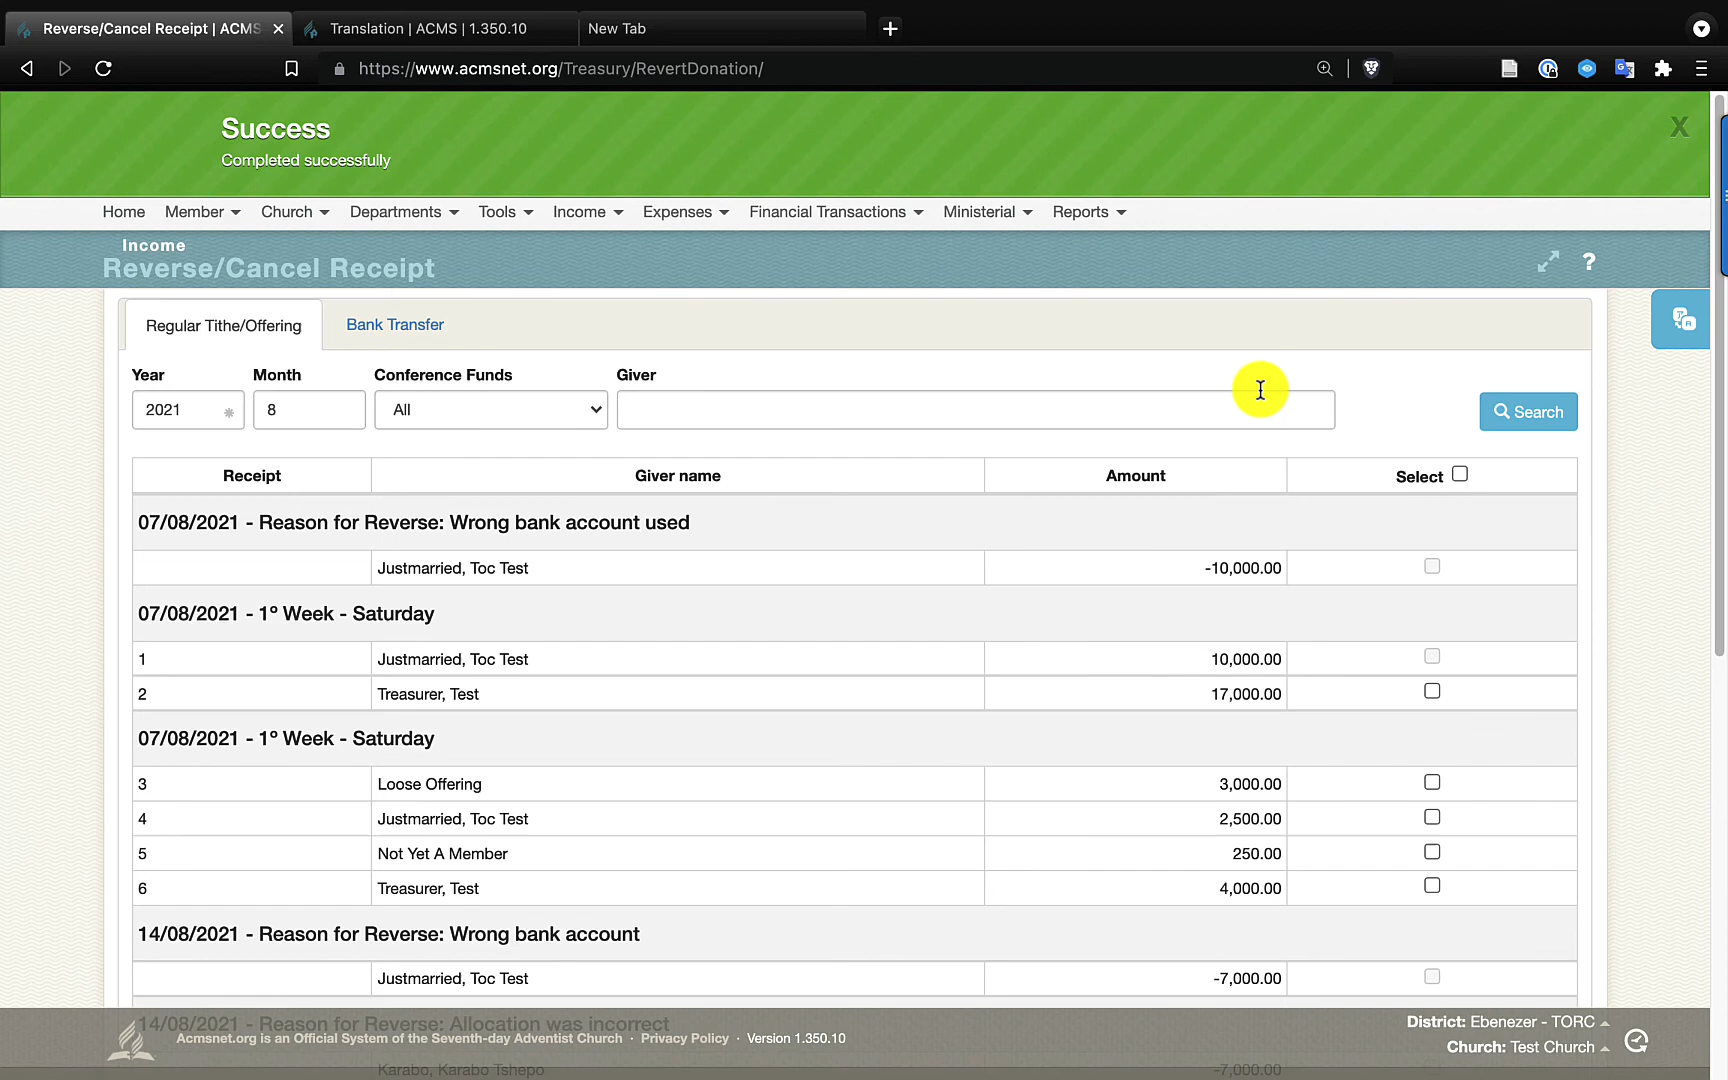 Reverse/Cancel Receipt | ACMS
Translation | ACMS | 1.350.10
New Tab
https://www.acmsnet.org/Treasury/RevertDonation/
Success
X
Completed successfully
Home Member Church Departments Tools Income Expenses Financial Transactions Ministerial Reports
Income
Reverse/Cancel Receipt
?
Regular Tithe/Offering Bank Transfer
Year Month Conference Funds Giver
2021 8 All Search
Receipt Giver name Amount Select
07/08/2021 - Reason for Reverse: Wrong bank account used
Justmarried, Toc Test -10,000.00
07/08/2021 - 1º Week - Saturday
1 Justmarried, Toc Test 10,000.00
2 Treasurer, Test 17,000.00
07/08/2021 - 1º Week - Saturday
3 Loose Offering 3,000.00
4 Justmarried, Toc Test 2,500.00
5 Not Yet A Member 250.00
6 Treasurer, Test 4,000.00
14/08/2021 - Reason for Reverse: Wrong bank account
Justmarried, Toc Test -7,000.00
14/08/2021 - Reason for Reverse: Allocation was incorrect
Acmsnet.org is an Official System of the Seventh-day Adventist Church · Privacy Policy · Version 1.350.10
District: Ebenezer - TORC
Church: Test Church
Karabo, Karabo Tshepo -7,000.00